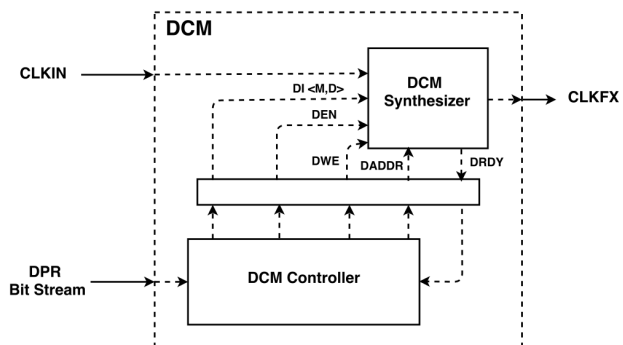 DCM
CLKIN
DCM
Synthesizer
CLKFX
DI <M,D>
DEN
DWE
DADDR
DRDY
DPR
Bit Stream
DCM Controller